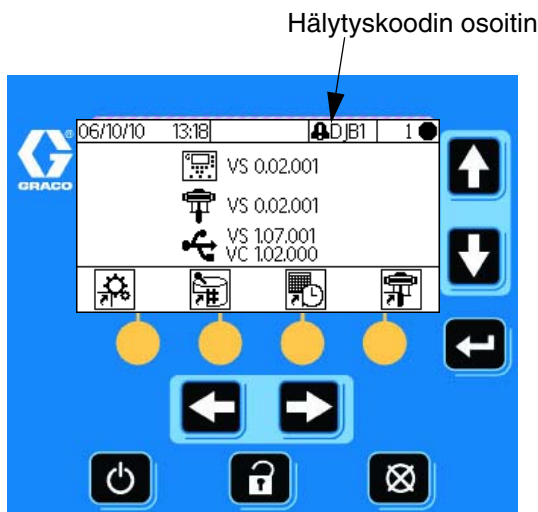 Hälytyskoodin osoitin
06/10/10 13:18 DJB1 1
GRACO
VS 0.02.001
VS 0.02.001
VS 1.07.001
VC 1.02.000